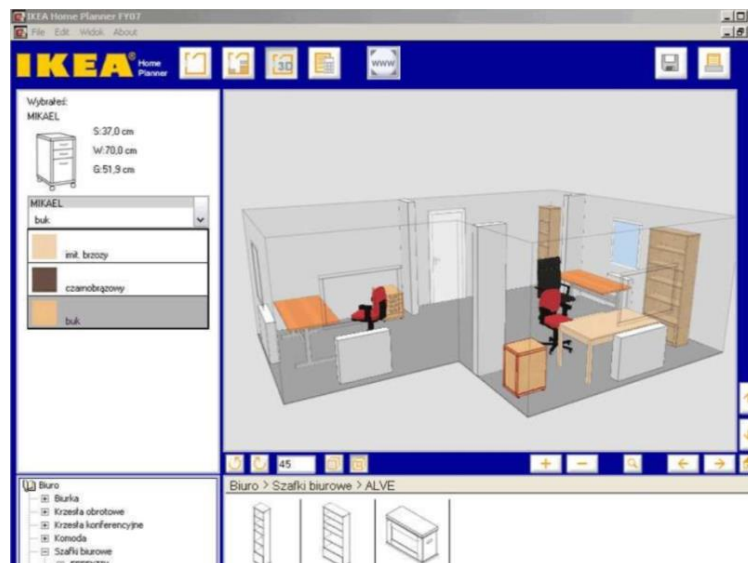 IKEA Home Planner FY07
File Edit Widok About
IKEA® Home Planner
3D
www
Wybrałeś:
MIKAEL
S:37,0 cm
W:70,0 cm
G:51,9 cm
MIKAEL
buk
imit. brzozy
czarnobrązowy
buk
45
Biuro > Szafki biurowe > ALVE
Biuro
Biurka
Krzesła obrotowe
Krzesła konferencyjne
Komoda
Szafki biurowe